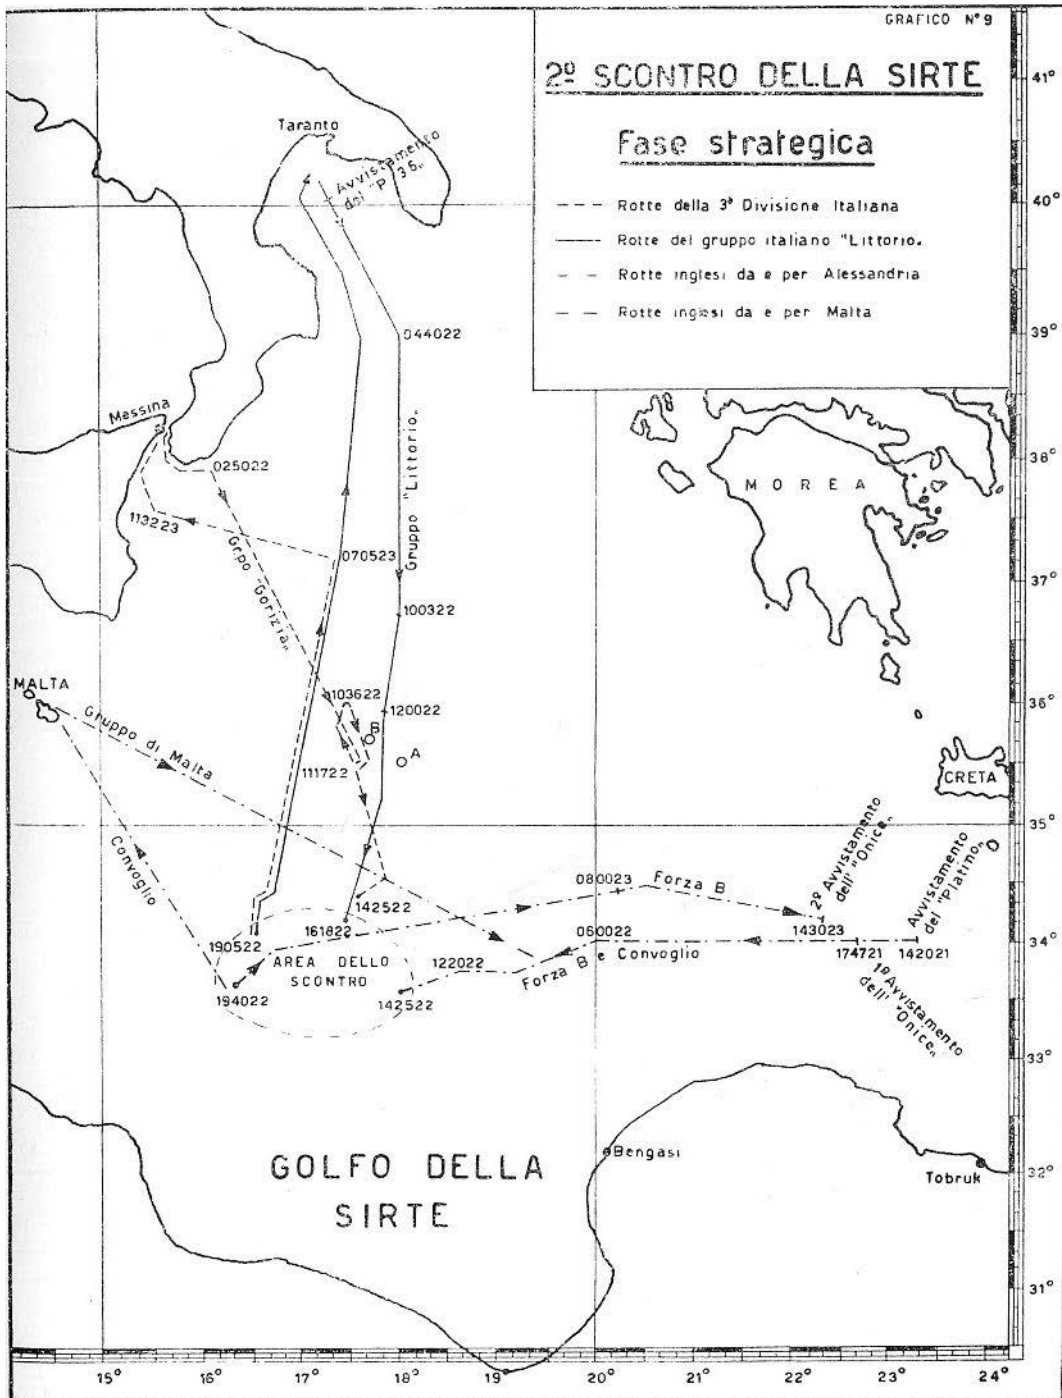 GRAFICO N° 9
2º SCONTRO DELLA SIRTE
Fase strategica
Rotte della 3ª Divisione Italiana
Rotte del gruppo italiano "Littorio„
Rotte inglesi da e per Alessandria
Rotte inglesi da e per Malta
41°
40°
39°
38°
37°
36°
35°
34°
33°
32°
31°
Taranto
Avvistamento
del "P 36„
044022
Messina
025022
Gruppo "Littorio„
MOREA
113223
Grpo "Gorizia„
070523
100322
MALTA
103622
120022
Gruppo di Malta
B
A
111722
CRETA
Convoglio
2º Avvistamento
dell' "Onice„
Avvistamento
del "Platino„
080023
Forza B
142522
161822
190522
060022
143023
174721
142021
AREA DELLO
SCONTRO
122022
Forza B e Convoglio
194022
142522
1º Avvistamento
dell' "Onice„
GOLFO DELLA
SIRTE
Bengasi
Tobruk
15°
16°
17°
18°
19°
20°
21°
22°
23°
24°